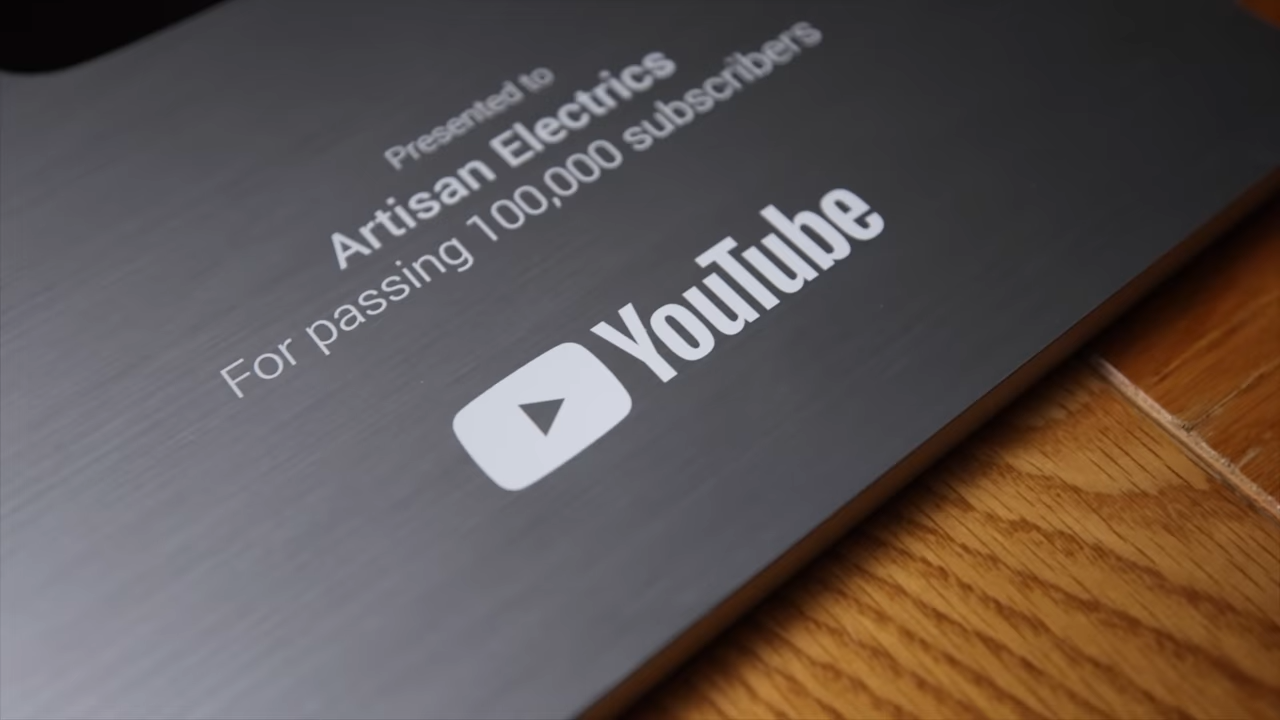 Presented to
Artisan Electrics
For passing 100,000 subscribers
YouTube